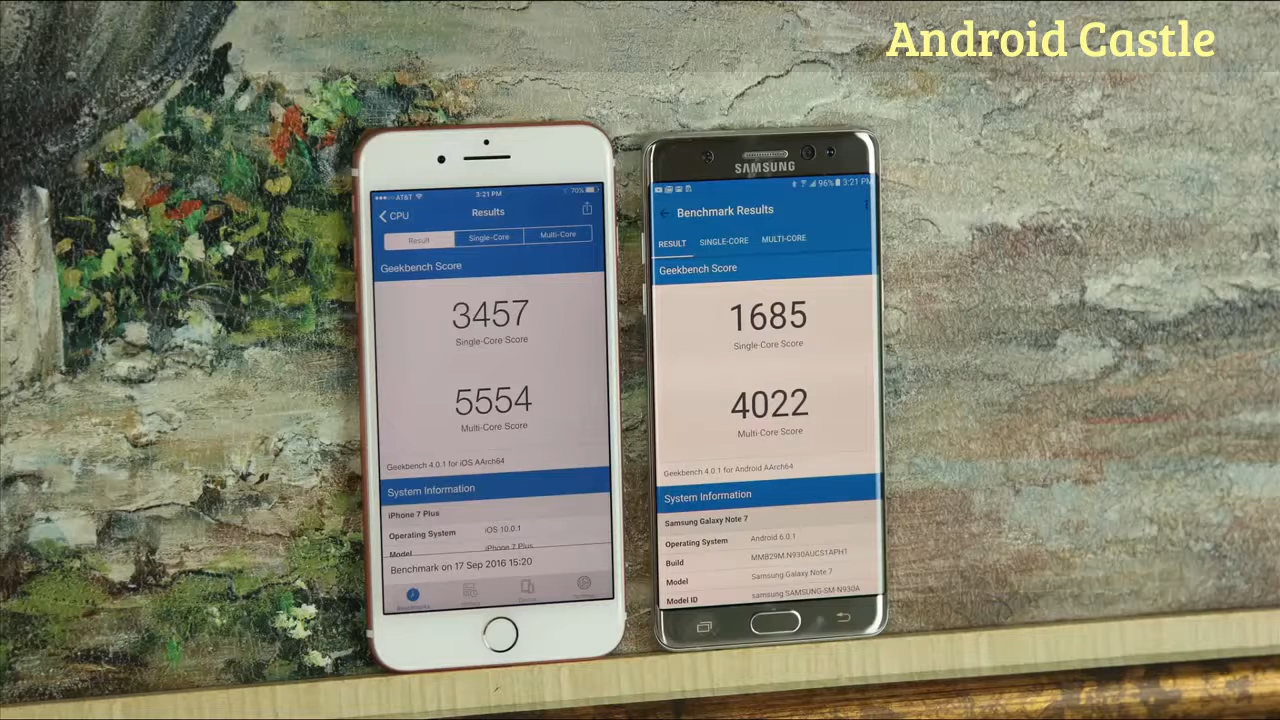 Android Castle
AT&T 3:21 PM 70%
CPU Results
Result Single-Core Multi-Core
Geekbench Score
3457
Single-Core Score
5554
Multi-Core Score
Geekbench 4.0.1 for iOS AArch64
System Information
iPhone 7 Plus
Operating System iOS 10.0.1
Model iPhone 7 Plus
Benchmark on 17 Sep 2016 15:20
SAMSUNG
96% 3:21 PM
Benchmark Results
RESULT SINGLE-CORE MULTI-CORE
Geekbench Score
1685
Single-Core Score
4022
Multi-Core Score
Geekbench 4.0.1 for Android AArch64
System Information
Samsung Galaxy Note 7
Operating System Android 6.0.1
Build MMB29M.N930AUCS1APH1
Model Samsung Galaxy Note 7
Model ID samsung SAMSUNG-SM-N930A